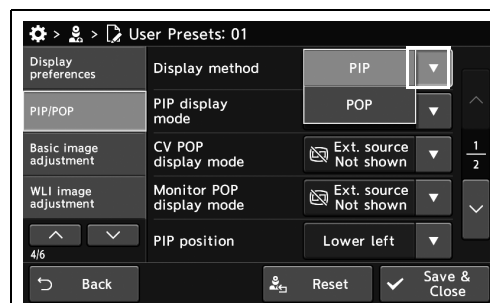 > > User Presets: 01
Display
preferences
PIP/POP
Basic image
adjustment
WLI image
adjustment
4/6
Display method
PIP
POP
PIP display
mode
CV POP
display mode
Ext. source
Not shown
Monitor POP
display mode
Ext. source
Not shown
PIP position
Lower left
1
2
Back
Reset
Save &
Close